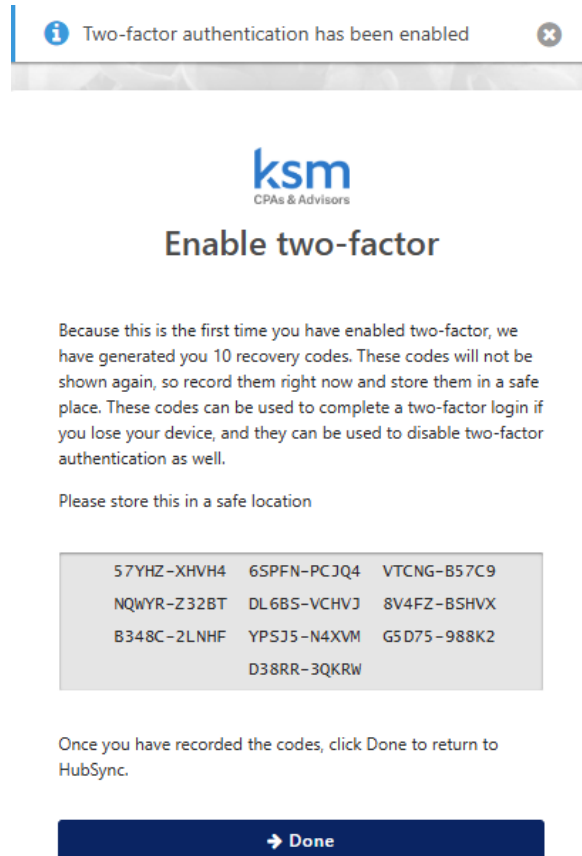 Two-factor authentication has been enabled
ksm
CPAs & Advisors
Enable two-factor
Because this is the first time you have enabled two-factor, we
have generated you 10 recovery codes. These codes will not be
shown again, so record them right now and store them in a safe
place. These codes can be used to complete a two-factor login if
you lose your device, and they can be used to disable two-factor
authentication as well.
Please store this in a safe location
57YHZ-XHVH4 6SPFN-PCJQ4 VTCNG-B57C9
NQWYR-Z32BT DL6BS-VCHVJ 8V4FZ-BSHVX
B348C-2LNHF YPSJ5-N4XVM G5D75-988K2
D38RR-3QKRW
Once you have recorded the codes, click Done to return to
HubSync.
Done